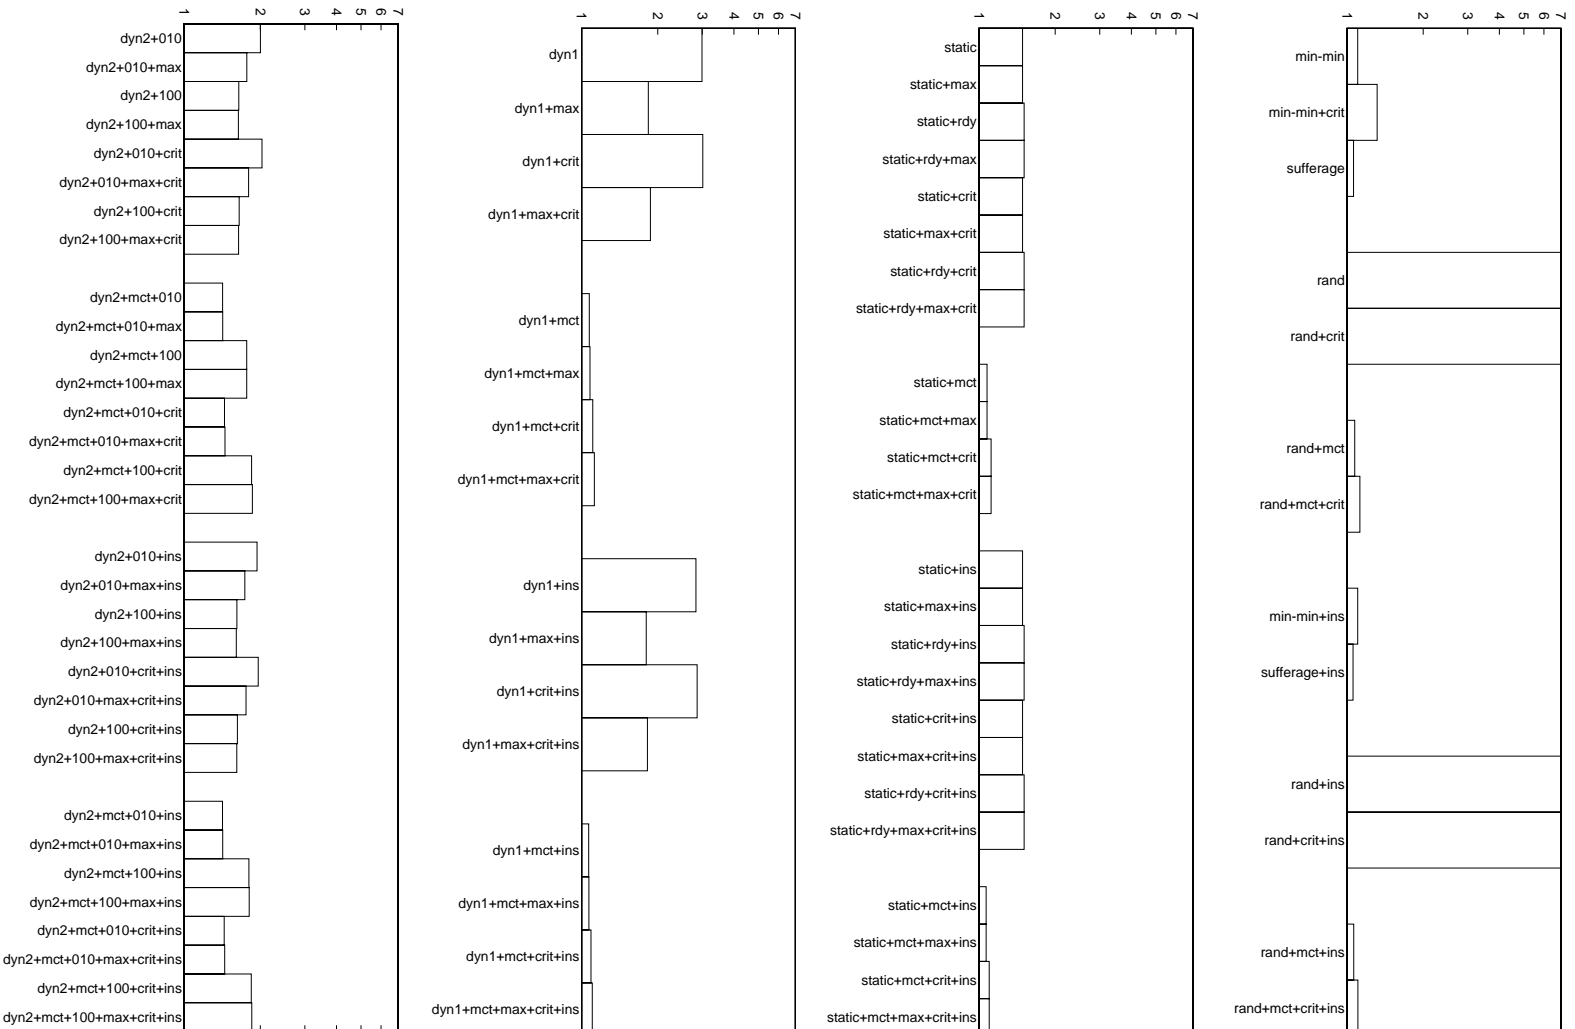 1 2 3 4 5 6 7
dyn2+010
dyn2+010+max
dyn2+100
dyn2+100+max
dyn2+010+crit
dyn2+010+max+crit
dyn2+100+crit
dyn2+100+max+crit
dyn2+mct+010
dyn2+mct+010+max
dyn2+mct+100
dyn2+mct+100+max
dyn2+mct+010+crit
dyn2+mct+010+max+crit
dyn2+mct+100+crit
dyn2+mct+100+max+crit
dyn2+010+ins
dyn2+010+max+ins
dyn2+100+ins
dyn2+100+max+ins
dyn2+010+crit+ins
dyn2+010+max+crit+ins
dyn2+100+crit+ins
dyn2+100+max+crit+ins
dyn2+mct+010+ins
dyn2+mct+010+max+ins
dyn2+mct+100+ins
dyn2+mct+100+max+ins
dyn2+mct+010+crit+ins
dyn2+mct+010+max+crit+ins
dyn2+mct+100+crit+ins
dyn2+mct+100+max+crit+ins
1 2 3 4 5 6 7
dyn1
dyn1+max
dyn1+crit
dyn1+max+crit
dyn1+mct
dyn1+mct+max
dyn1+mct+crit
dyn1+mct+max+crit
dyn1+ins
dyn1+max+ins
dyn1+crit+ins
dyn1+max+crit+ins
dyn1+mct+ins
dyn1+mct+max+ins
dyn1+mct+crit+ins
dyn1+mct+max+crit+ins
1 2 3 4 5 6 7
static
static+max
static+rdy
static+rdy+max
static+crit
static+max+crit
static+rdy+crit
static+rdy+max+crit
static+mct
static+mct+max
static+mct+crit
static+mct+max+crit
static+ins
static+max+ins
static+rdy+ins
static+rdy+max+ins
static+crit+ins
static+max+crit+ins
static+rdy+crit+ins
static+rdy+max+crit+ins
static+mct+ins
static+mct+max+ins
static+mct+crit+ins
static+mct+max+crit+ins
1 2 3 4 5 6 7
min-min
min-min+crit
sufferage
rand
rand+crit
rand+mct
rand+mct+crit
min-min+ins
sufferage+ins
rand+ins
rand+crit+ins
rand+mct+ins
rand+mct+crit+ins